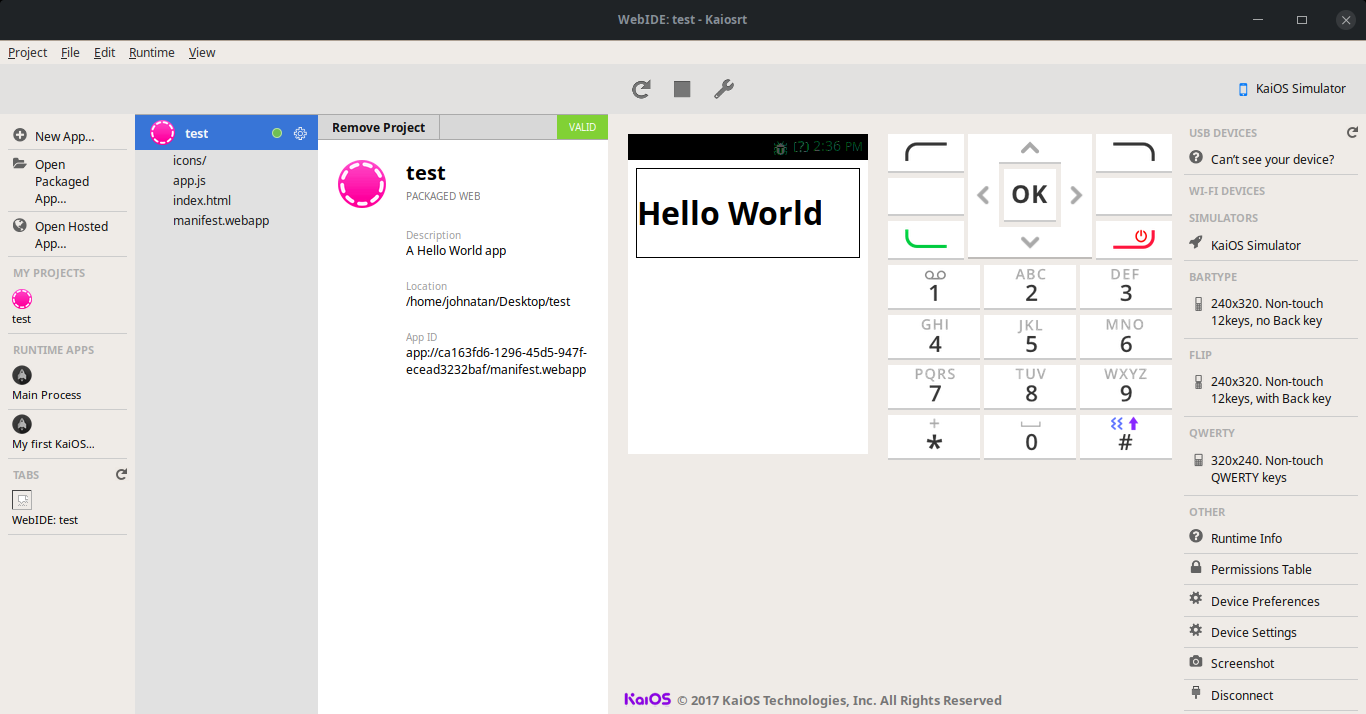 WebIDE: test - Kaiosrt
Project File Edit Runtime View
KaiOS Simulator
New App...
Open
Packaged
App...
Open Hosted
App...
MY PROJECTS
test
RUNTIME APPS
Main Process
My first KaiOS...
TABS
WebIDE: test
test
icons/
app.js
index.html
manifest.webapp
Remove Project
VALID
test
PACKAGED WEB
Description
A Hello World app
Location
/home/johnatan/Desktop/test
App ID
app://ca163fd6-1296-45d5-947f-
ecead3232baf/manifest.webapp
(?) 2:36 PM
Hello World
OK
1
ABC
2
DEF
3
GHI
4
JKL
5
MNO
6
PQRS
7
TUV
8
WXYZ
9
+
*
0
#
KaiOS © 2017 KaiOS Technologies, Inc. All Rights Reserved
USB DEVICES
Can't see your device?
WI-FI DEVICES
SIMULATORS
KaiOS Simulator
BARTYPE
240x320. Non-touch
12keys, no Back key
FLIP
240x320. Non-touch
12keys, with Back key
QWERTY
320x240. Non-touch
QWERTY keys
OTHER
Runtime Info
Permissions Table
Device Preferences
Device Settings
Screenshot
Disconnect